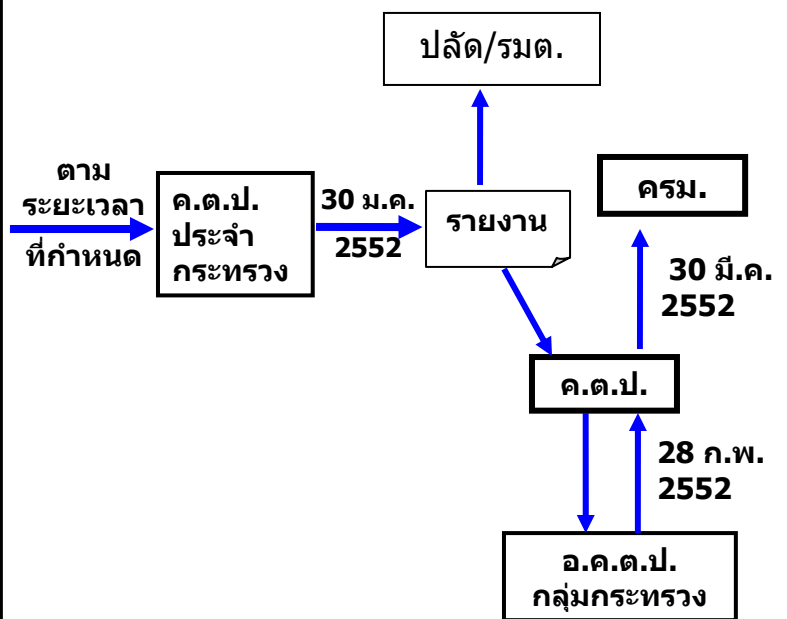 ปลัด/รมต.
ตาม
ระยะเวลา
ที่กำหนด
ค.ต.ป.
ประจำ
กระทรวง
30 ม.ค.
2552
รายงาน
ครม.
30 มี.ค.
2552
ค.ต.ป.
28 ก.พ.
2552
อ.ค.ต.ป.
กลุ่มกระทรวง